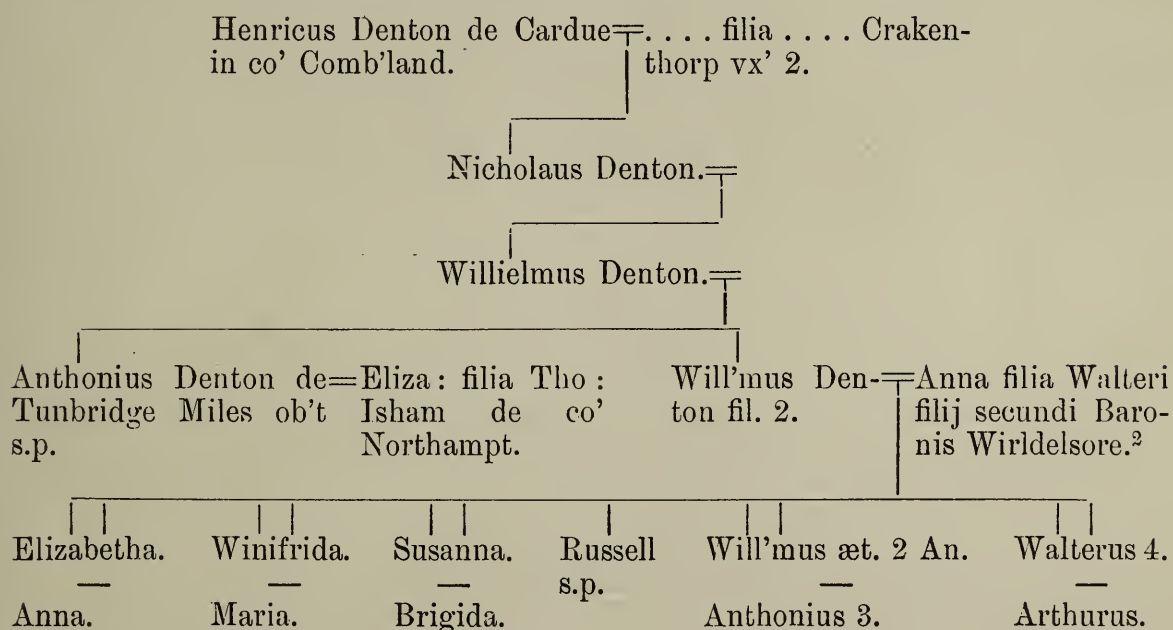 Henricus Denton de Cardue=. . . . filia . . . . Craken-
in co’ Comb’land. thorp vx’ 2.
Nicholaus Denton.=
Willielmus Denton.=
Anthonius Denton de=Eliza : filia Tho : Will’mus Den-=Anna filia Walteri
Tunbridge Miles ob’t Isham de co’ ton fil. 2. filij secundi Baro-
s.p. Northampt. nis Wirldelsore.²
Elizabetha. Winifrida. Susanna. Russell Will’mus æt. 2 An. Walterus 4.
— — — s.p. — —
Anna. Maria. Brigida. Anthonius 3. Arthurus.